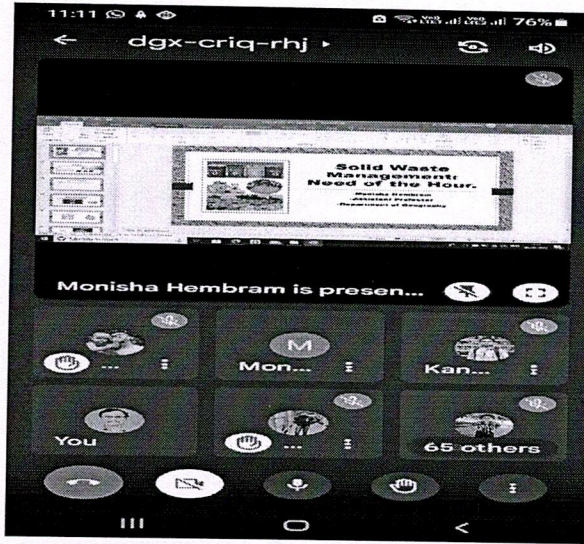 11:11
76%
dgx-criq-rhj
Solid Waste
Management:
Need of the Hour.
Monisha Hembram
Assistant Professor
Department of Geography
Monisha Hembram is presen...
M
...
Mon...
Kan...
You
...
65 others